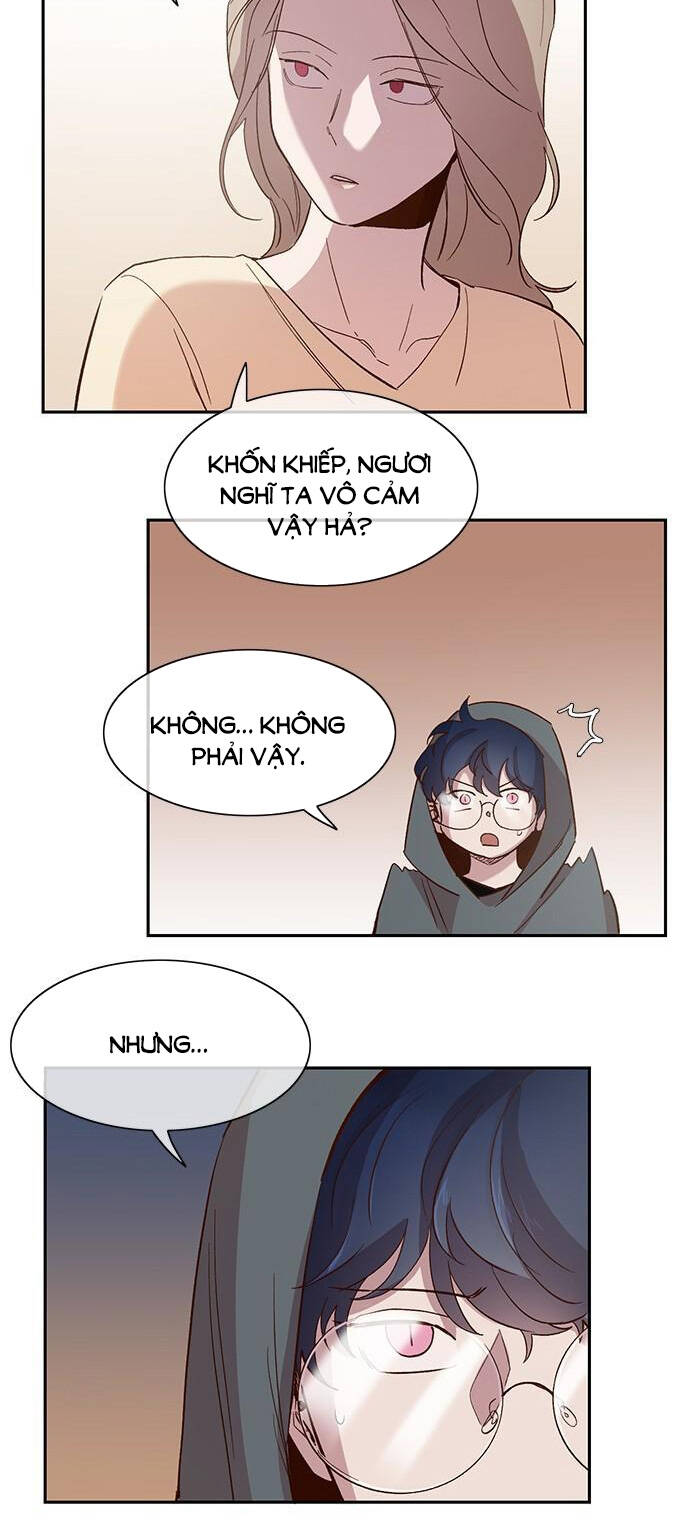 KHỐN KHIẾP, NGƯƠI
NGHĨ TA VÔ CẢM
VẬY HẢ?
KHÔNG... KHÔNG
PHẢI VẬY.
NHƯNG...